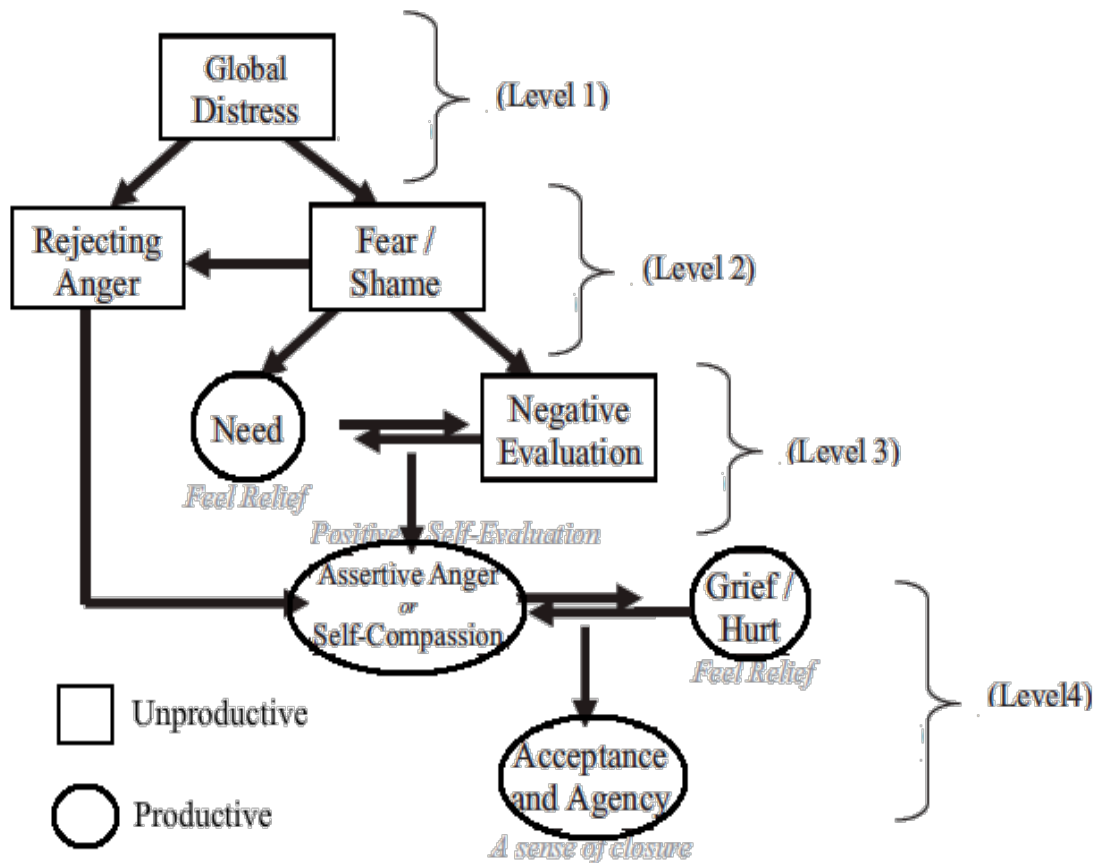 Global
Distress
(Level 1)
Rejecting
Anger
Fear /
Shame
(Level 2)
Need
Feel Relief
Negative
Evaluation
(Level 3)
Positive Self-Evaluation
Assertive Anger
or
Self-Compassion
Grief /
Hurt
Feel Relief
(Level4)
Unproductive
Acceptance
and Agency
Productive
A sense of closure